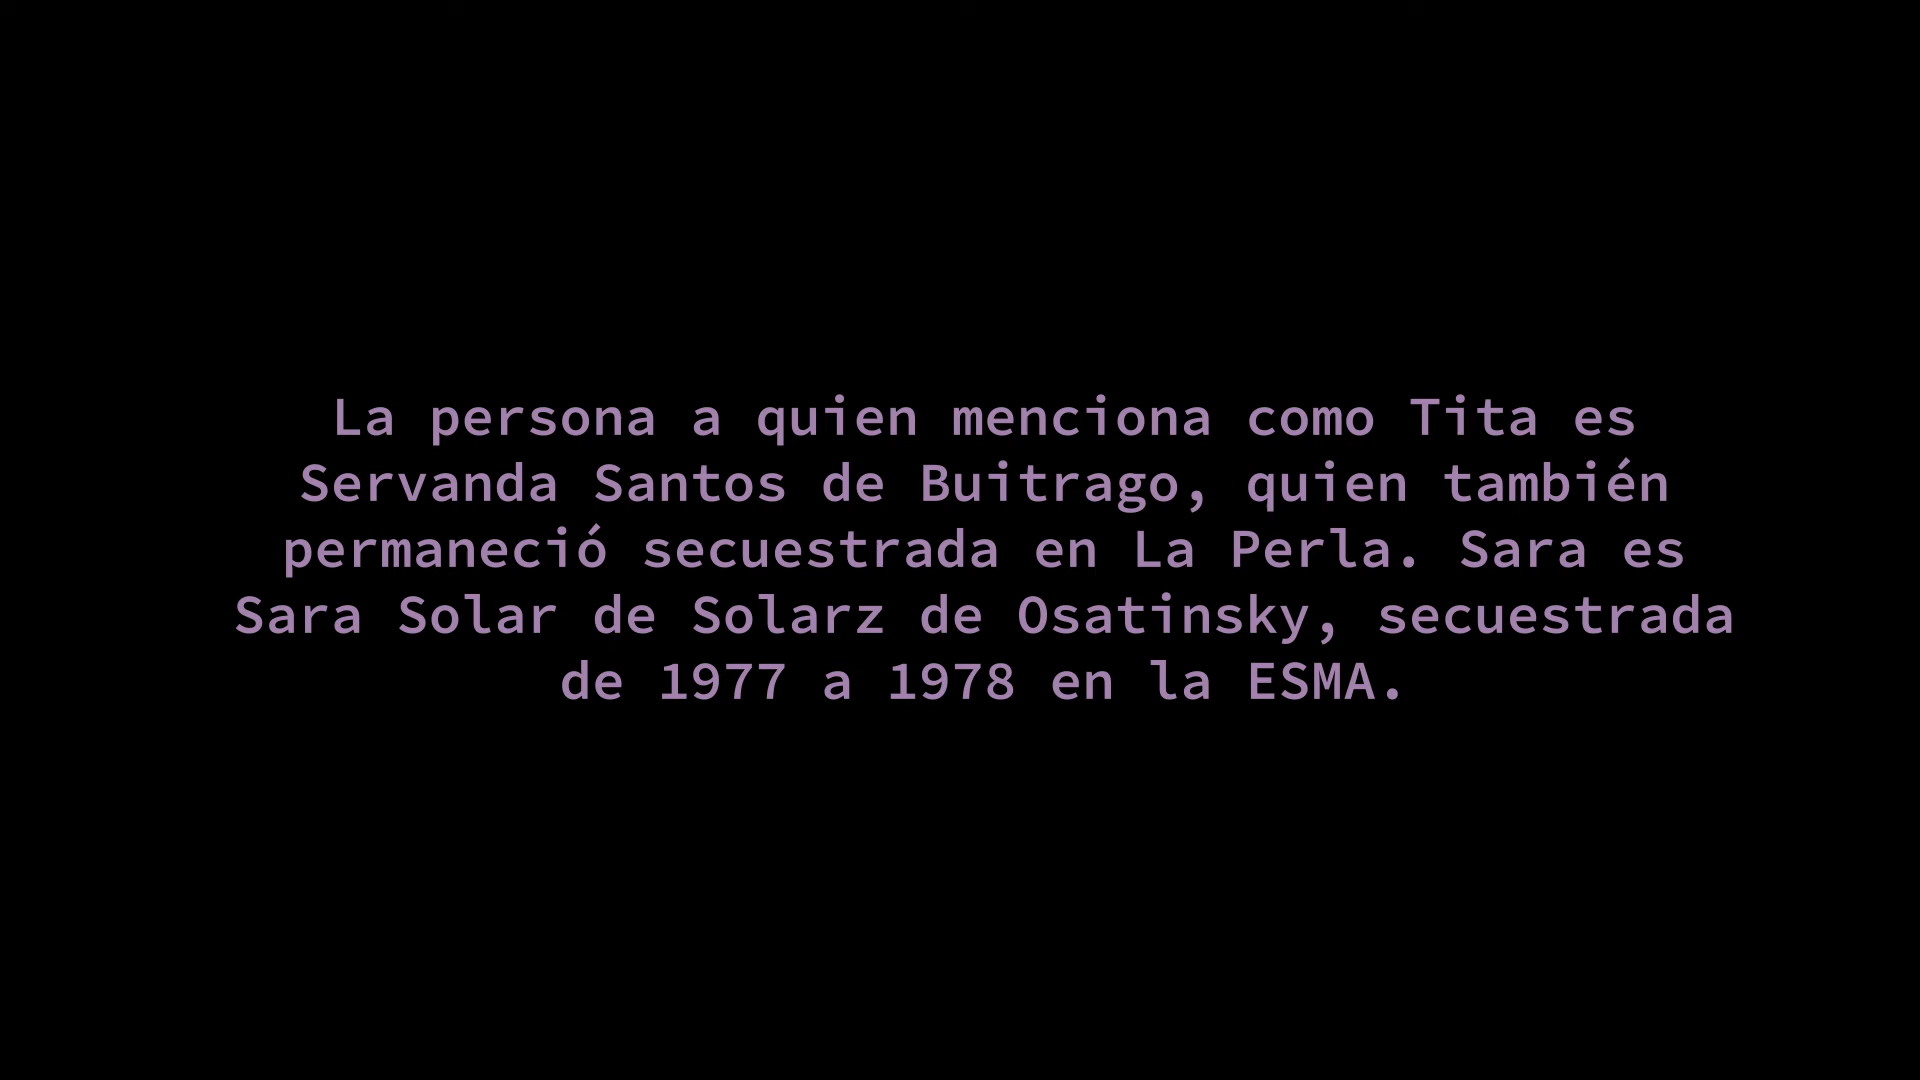 La persona a quien menciona como Tita es
Servanda Santos de Buitrago, quien también
permaneció secuestrada en La Perla. Sara es
Sara Solar de Solarz de Osatinsky, secuestrada
de 1977 a 1978 en la ESMA.